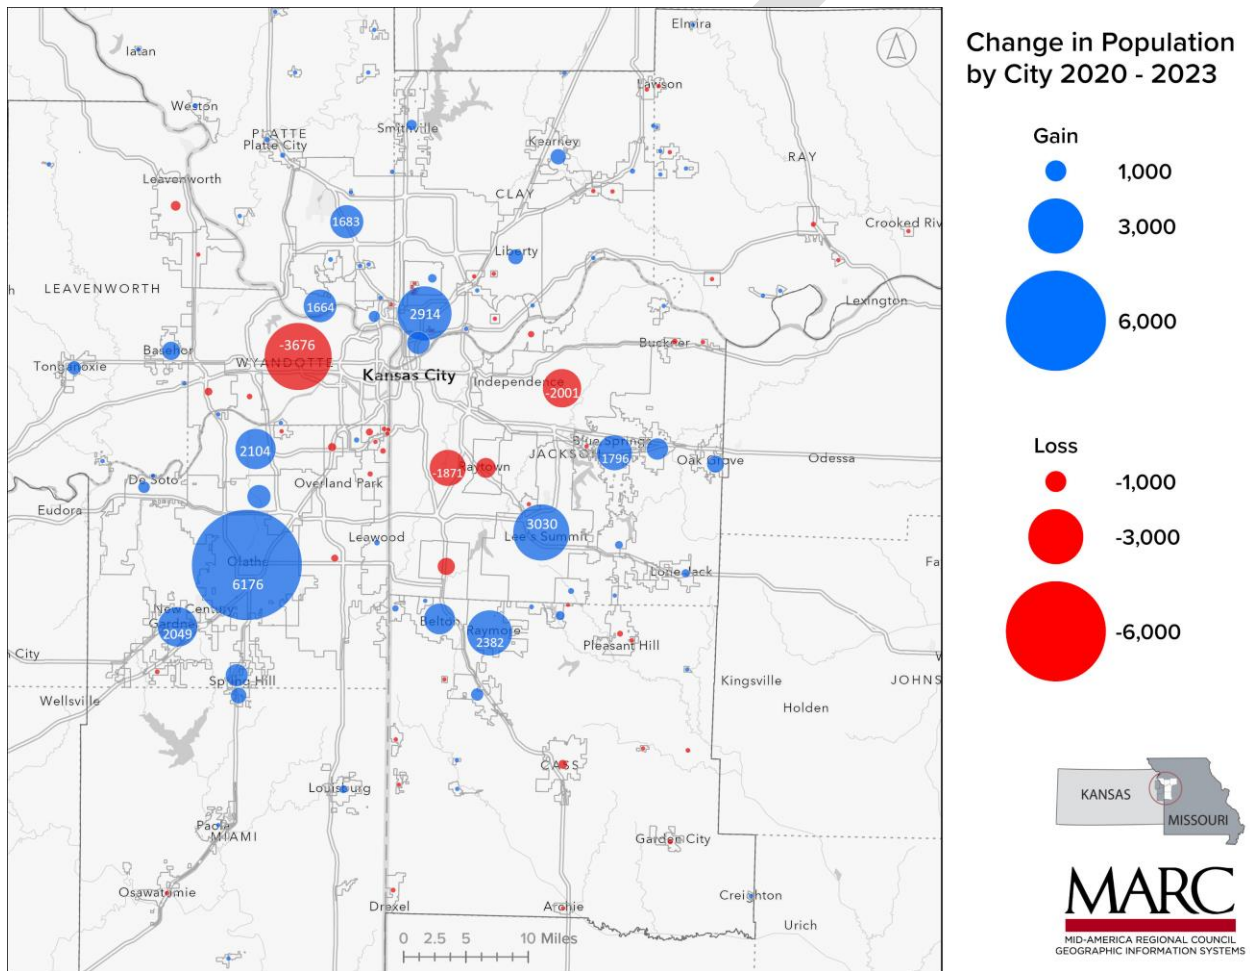 Change in Population
by City 2020 - 2023
Gain
1,000
3,000
6,000
Loss
-1,000
-3,000
-6,000
Elmira
Iatan
Lawson
Weston
Smithville
PLATTE
Platte City
Kearney
RAY
Leavenworth
CLAY
1683
Crooked Riv
Liberty
LEAVENWORTH
Lexington
1664
2914
-3676
Basehor
Buckner
WYANDOTTE
Tonganoxie
Kansas City
Independence
-2001
2104
Blue Springs
JACKSON
1796
Oak Grove
Odessa
-1871
Raytown
De Soto
Overland Park
Eudora
3030
Leawood
Lee's Summit
Olathe
Fa
Lone Jack
6176
New Century
Gardner
2049
Belton
Raymore
2382
Pleasant Hill
City
Spring Hill
Kingsville
JOHNS
Wellsville
Holden
CASS
Louisburg
Paola
MIAMI
Garden City
Osawatomie
Creighton
Drexel
Archie
Urich
0 2.5 5 10 Miles
KANSAS
MISSOURI
MARC
MID-AMERICA REGIONAL COUNCIL
GEOGRAPHIC INFORMATION SYSTEMS